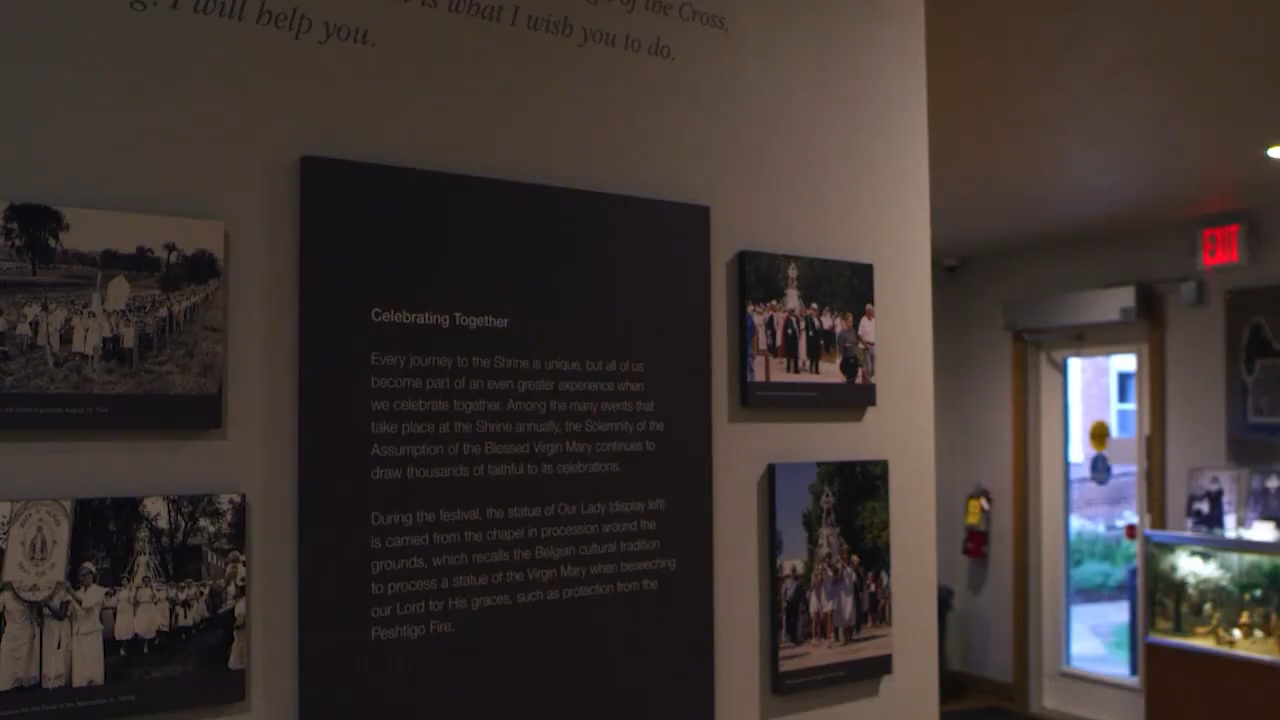 of the Cross,
g. I will help you.
is what I wish you to do.
Celebrating Together
Every journey to the Shrine is unique, but all of us
become part of an even greater experience when
we celebrate together. Among the many events that
take place at the Shrine annually, the Solemnity of the
Assumption of the Blessed Virgin Mary continues to
draw thousands of faithful to its celebrations.
During the festival, the statue of Our Lady (display left)
is carried from the chapel in procession around the
grounds, which recalls the Belgian cultural tradition
to process a statue of the Virgin Mary when beseeching
our Lord for His graces, such as protection from the
Peshtigo Fire.
EXIT